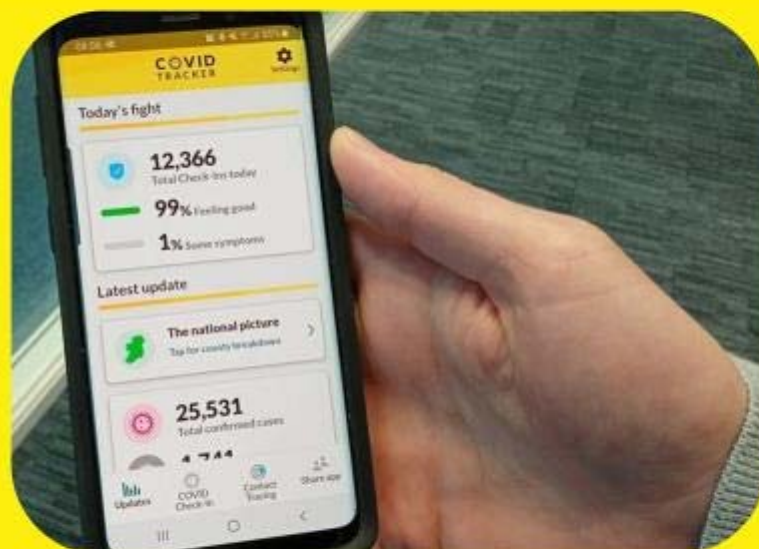 COVID
TRACKER
Settings
Today's fight
12,366
Total Check-ins today
99% Feeling good
1% Some symptoms
Latest update
The national picture
Tap for county breakdown
25,531
Total confirmed cases
Updates
COVID
Check-In
Contact
Tracing
Share app